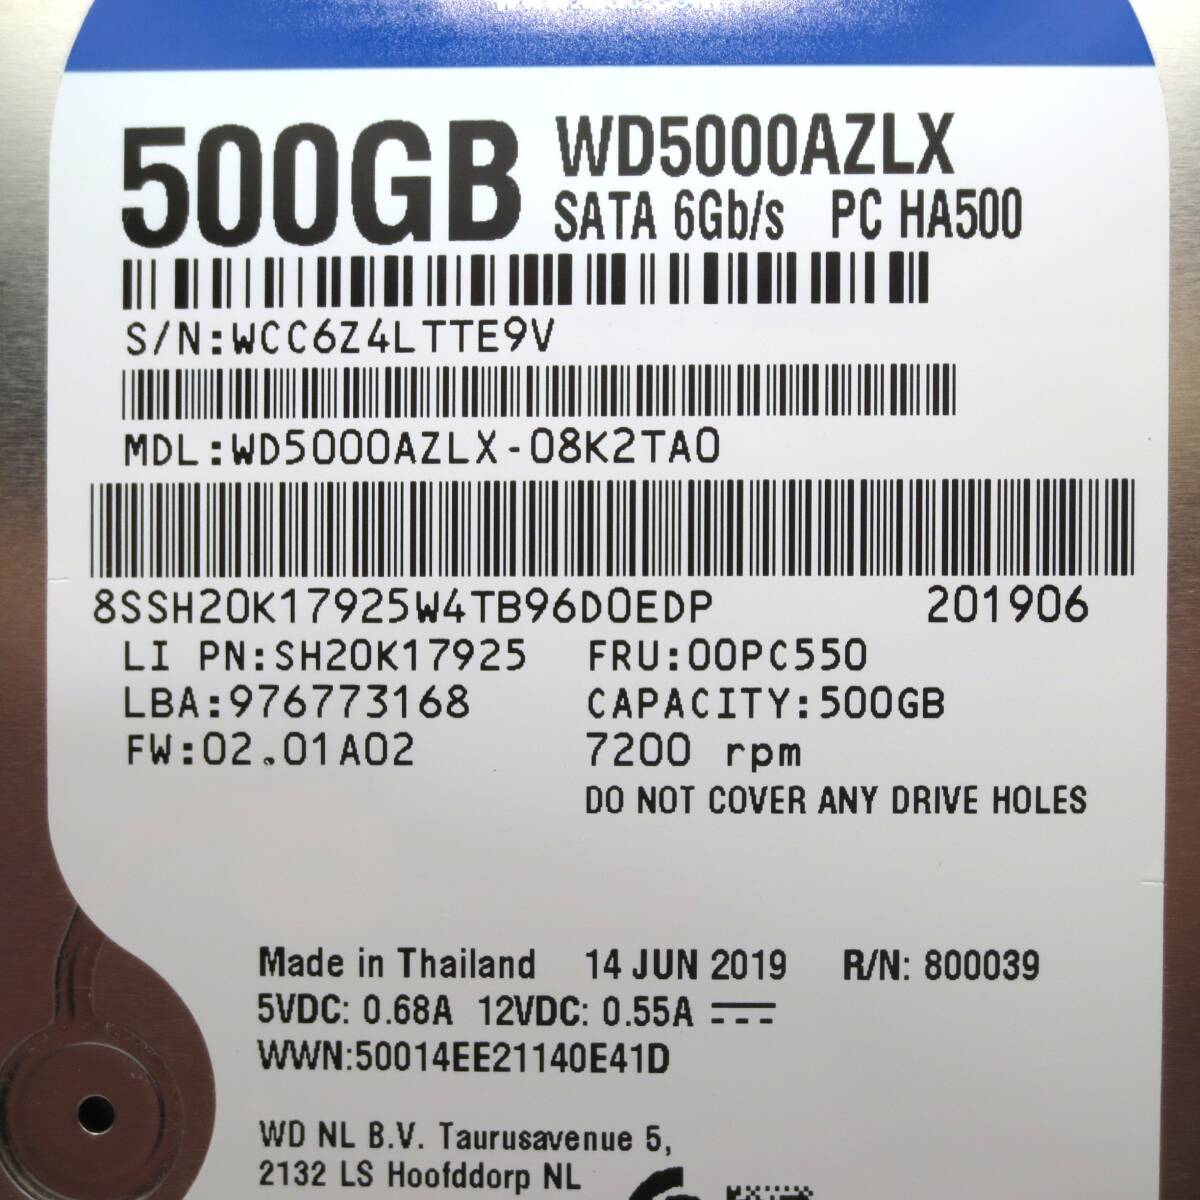 500GB
WD5000AZLX
SATA 6Gb/s PC HA500
S/N:WCC6Z4LTTE9V
MDL:WD5000AZLX-08K2TA0
8SSH20K17925W4TB96D0EDP 201906
LI PN:SH20K17925 FRU:00PC550
LBA:976773168 CAPACITY:500GB
FW:02.01A02 7200 rpm
DO NOT COVER ANY DRIVE HOLES
Made in Thailand 14 JUN 2019 R/N: 800039
5VDC: 0.68A 12VDC: 0.55A
WWN:50014EE21140E41D
WD NL B.V. Taurusavenue 5,
2132 LS Hoofddorp NL